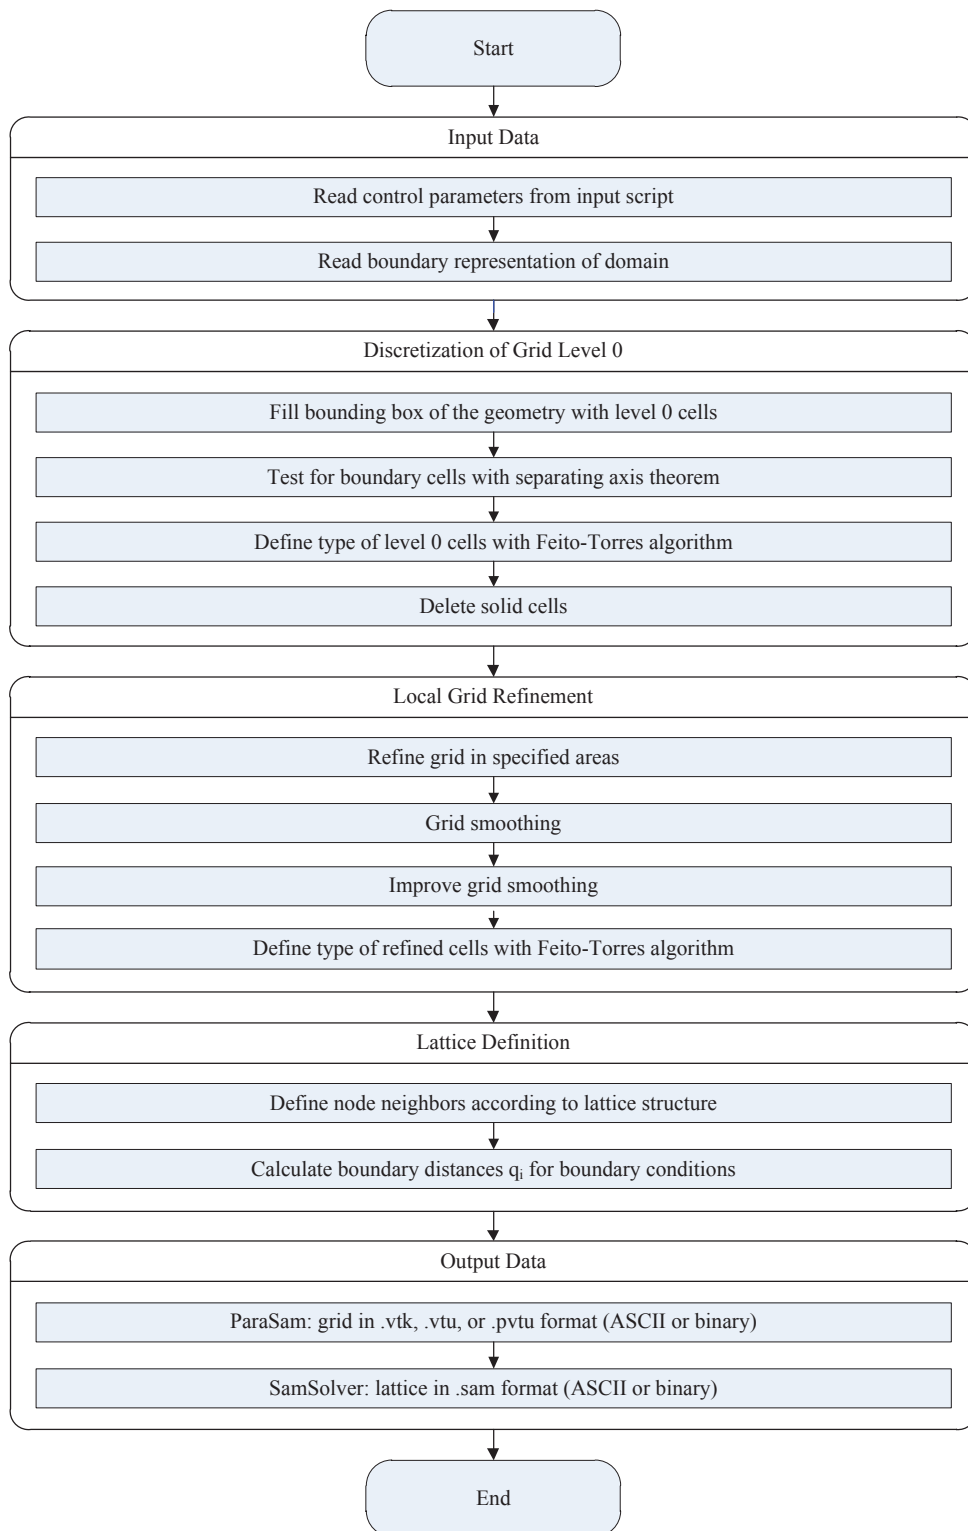 Start
Input Data
Read control parameters from input script
Read boundary representation of domain
Discretization of Grid Level 0
Fill bounding box of the geometry with level 0 cells
Test for boundary cells with separating axis theorem
Define type of level 0 cells with Feito-Torres algorithm
Delete solid cells
Local Grid Refinement
Refine grid in specified areas
Grid smoothing
Improve grid smoothing
Define type of refined cells with Feito-Torres algorithm
Lattice Definition
Define node neighbors according to lattice structure
Calculate boundary distances qᵢ for boundary conditions
Output Data
ParaSam: grid in .vtk, .vtu, or .pvtu format (ASCII or binary)
SamSolver: lattice in .sam format (ASCII or binary)
End